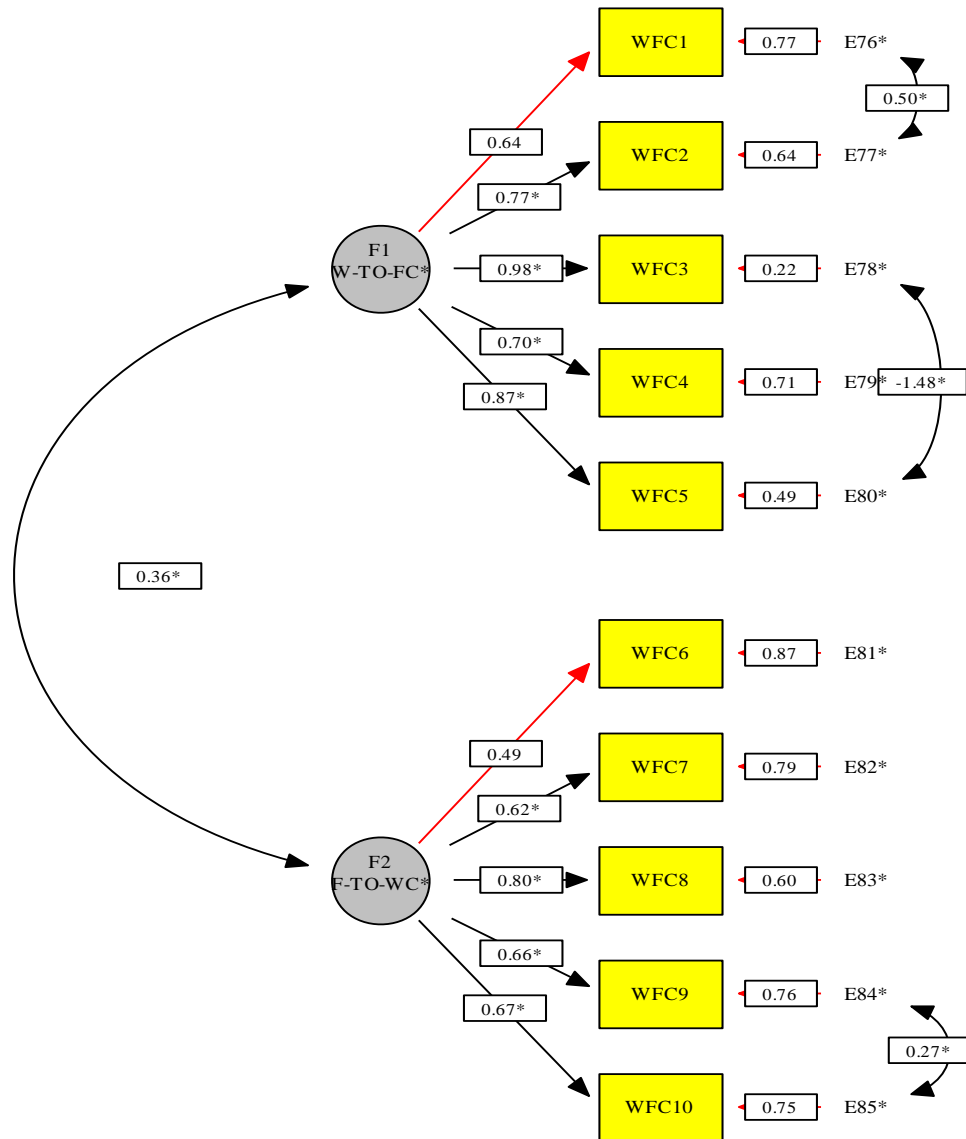 WFC1 0.77 E76*
0.50*
0.64
WFC2 0.64 E77*
0.77*
F1
W-TO-FC*
0.98*
WFC3 0.22 E78*
0.70*
WFC4 0.71 E79* -1.48*
0.87*
WFC5 0.49 E80*
0.36*
WFC6 0.87 E81*
0.49
WFC7 0.79 E82*
0.62*
F2
F-TO-WC*
0.80*
WFC8 0.60 E83*
0.66*
WFC9 0.76 E84*
0.67*
0.27*
WFC10 0.75 E85*